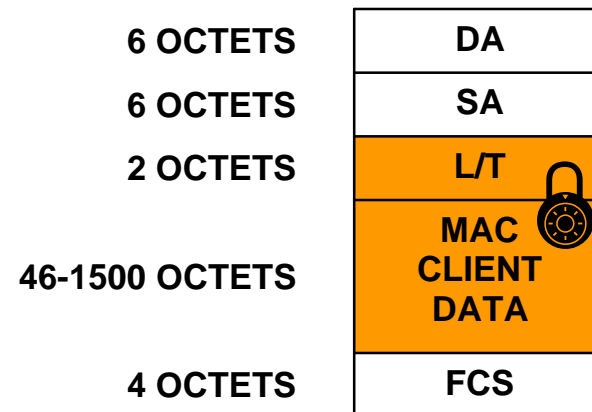 6 OCTETS DA
6 OCTETS SA
2 OCTETS L/T
46-1500 OCTETS MAC
CLIENT
DATA
4 OCTETS FCS